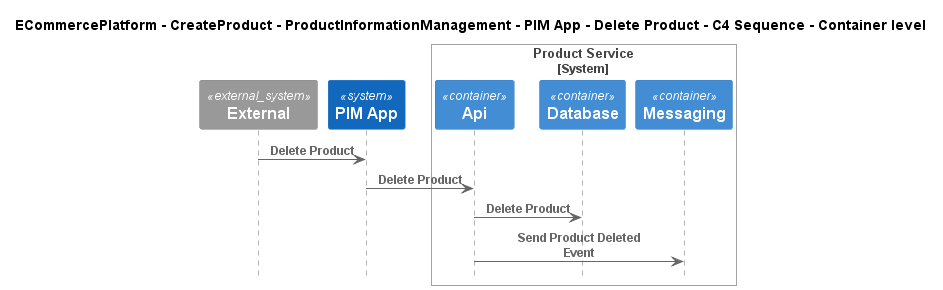 ECommercePlatform - CreateProduct - ProductInformationManagement - PIM App - Delete Product - C4 Sequence - Container level
Product Service
[System]
«external_system»
External
«system»
PIM App
«container»
Api
«container»
Database
«container»
Messaging
Delete Product
Delete Product
Delete Product
Send Product Deleted
Event